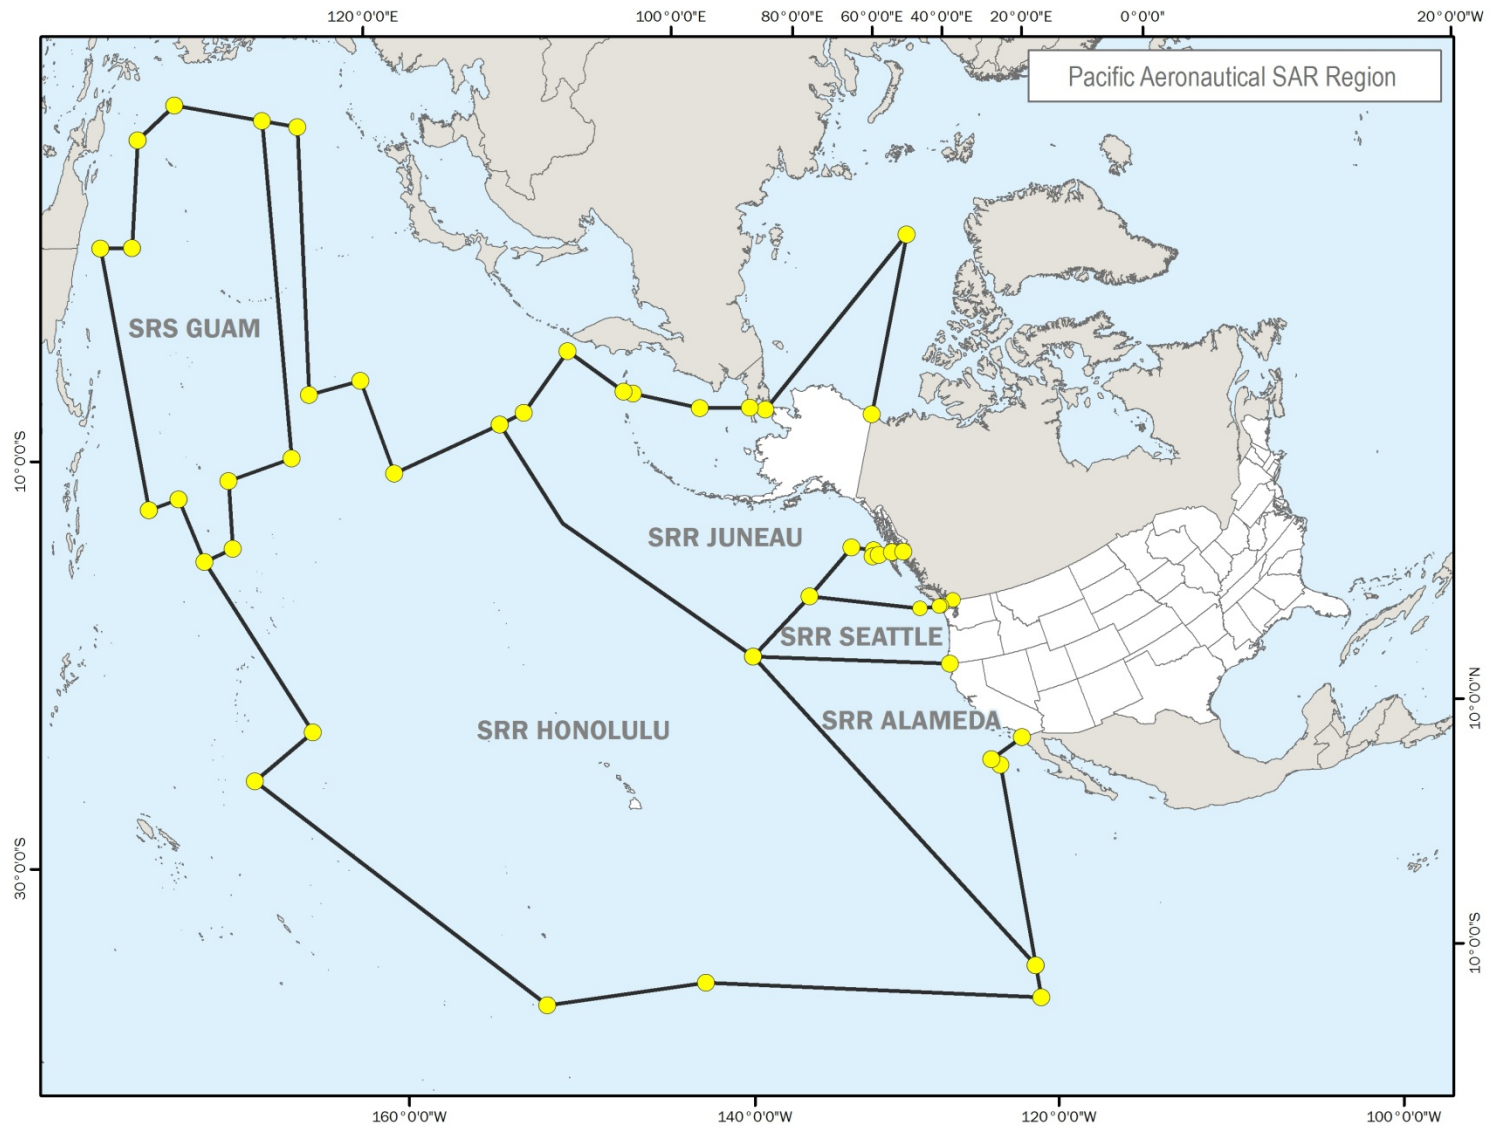 120°0'0"E
100°0'0"E
80°0'0"E
60°0'0"E
40°0'0"E
20°0'0"E
0°0'0"
20°0'0"W
Pacific Aeronautical SAR Region
SRS GUAM
10°0'0"S
SRR JUNEAU
SRR SEATTLE
10°0'0"N
SRR ALAMEDA
SRR HONOLULU
30°0'0"S
10°0'0"S
160°0'0"W
140°0'0"W
120°0'0"W
100°0'0"W